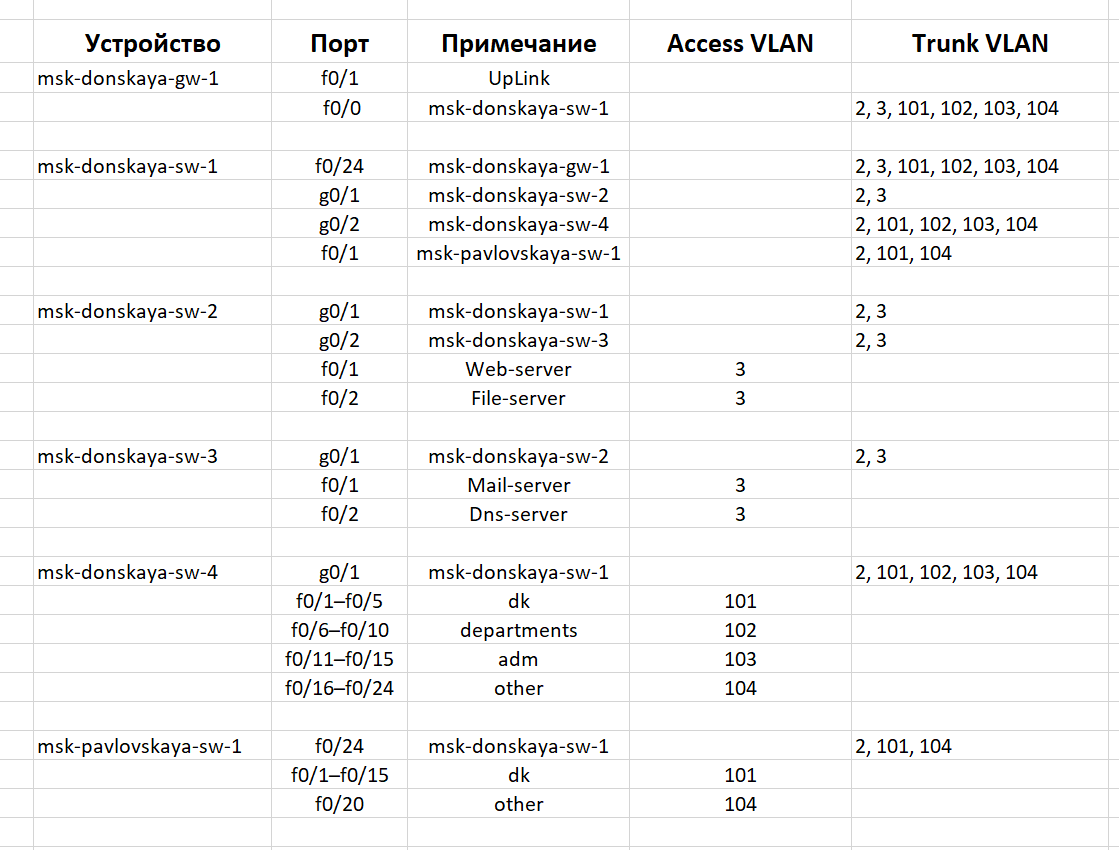 Устройство Порт Примечание Access VLAN Trunk VLAN
msk-donskaya-gw-1 f0/1 UpLink
f0/0 msk-donskaya-sw-1 2, 3, 101, 102, 103, 104
msk-donskaya-sw-1 f0/24 msk-donskaya-gw-1 2, 3, 101, 102, 103, 104
g0/1 msk-donskaya-sw-2 2, 3
g0/2 msk-donskaya-sw-4 2, 101, 102, 103, 104
f0/1 msk-pavlovskaya-sw-1 2, 101, 104
msk-donskaya-sw-2 g0/1 msk-donskaya-sw-1 2, 3
g0/2 msk-donskaya-sw-3 2, 3
f0/1 Web-server 3
f0/2 File-server 3
msk-donskaya-sw-3 g0/1 msk-donskaya-sw-2 2, 3
f0/1 Mail-server 3
f0/2 Dns-server 3
msk-donskaya-sw-4 g0/1 msk-donskaya-sw-1 2, 101, 102, 103, 104
f0/1–f0/5 dk 101
f0/6–f0/10 departments 102
f0/11–f0/15 adm 103
f0/16–f0/24 other 104
msk-pavlovskaya-sw-1 f0/24 msk-donskaya-sw-1 2, 101, 104
f0/1–f0/15 dk 101
f0/20 other 104